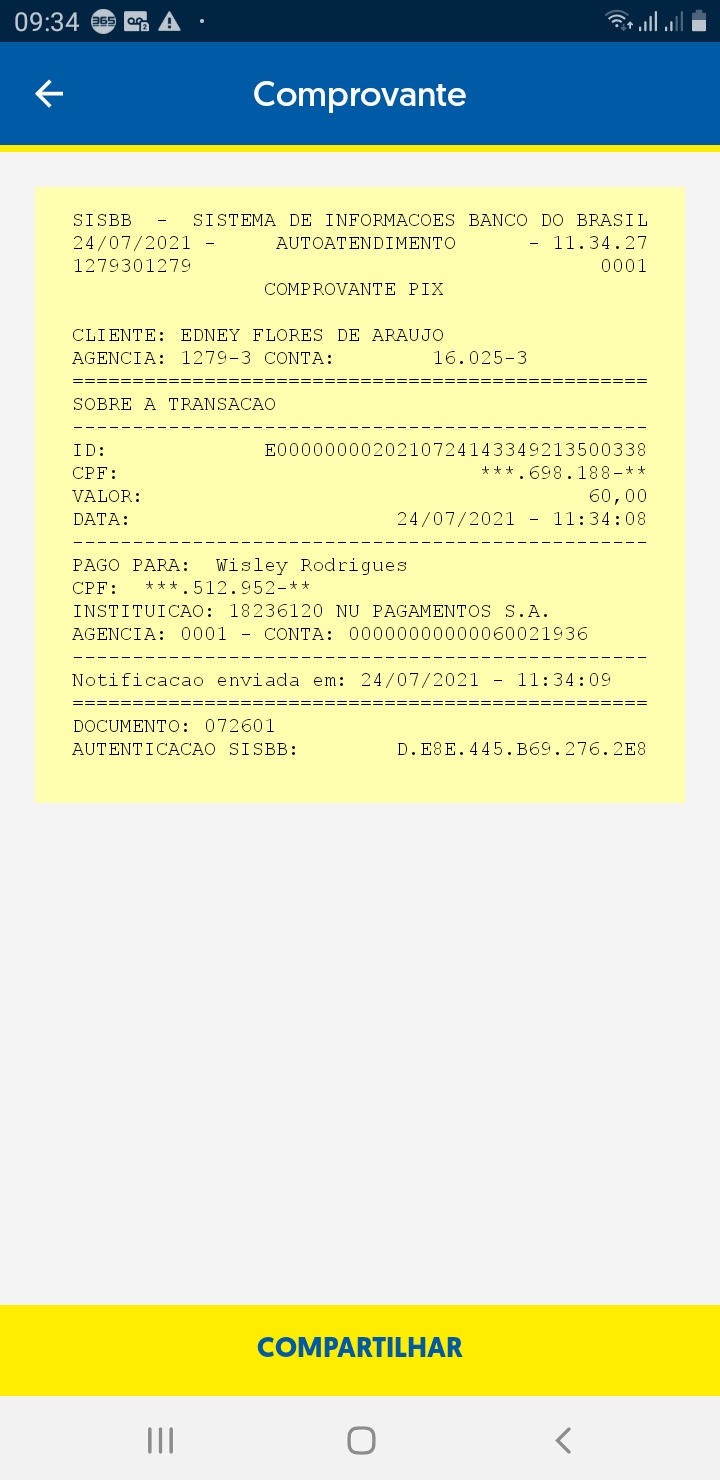 09:34
365
Comprovante
SISBB - SISTEMA DE INFORMACOES BANCO DO BRASIL
24/07/2021 - AUTOATENDIMENTO - 11.34.27
1279301279 0001
COMPROVANTE PIX
CLIENTE: EDNEY FLORES DE ARAUJO
AGENCIA: 1279-3 CONTA: 16.025-3
================================================
SOBRE A TRANSACAO
------------------------------------------------
ID: E0000000020210724143349213500338
CPF: ***.698.188-**
VALOR: 60,00
DATA: 24/07/2021 - 11:34:08
------------------------------------------------
PAGO PARA: Wisley Rodrigues
CPF: ***.512.952-**
INSTITUICAO: 18236120 NU PAGAMENTOS S.A.
AGENCIA: 0001 - CONTA: 00000000000060021936
------------------------------------------------
Notificacao enviada em: 24/07/2021 - 11:34:09
================================================
DOCUMENTO: 072601
AUTENTICACAO SISBB: D.E8E.445.B69.276.2E8
COMPARTILHAR